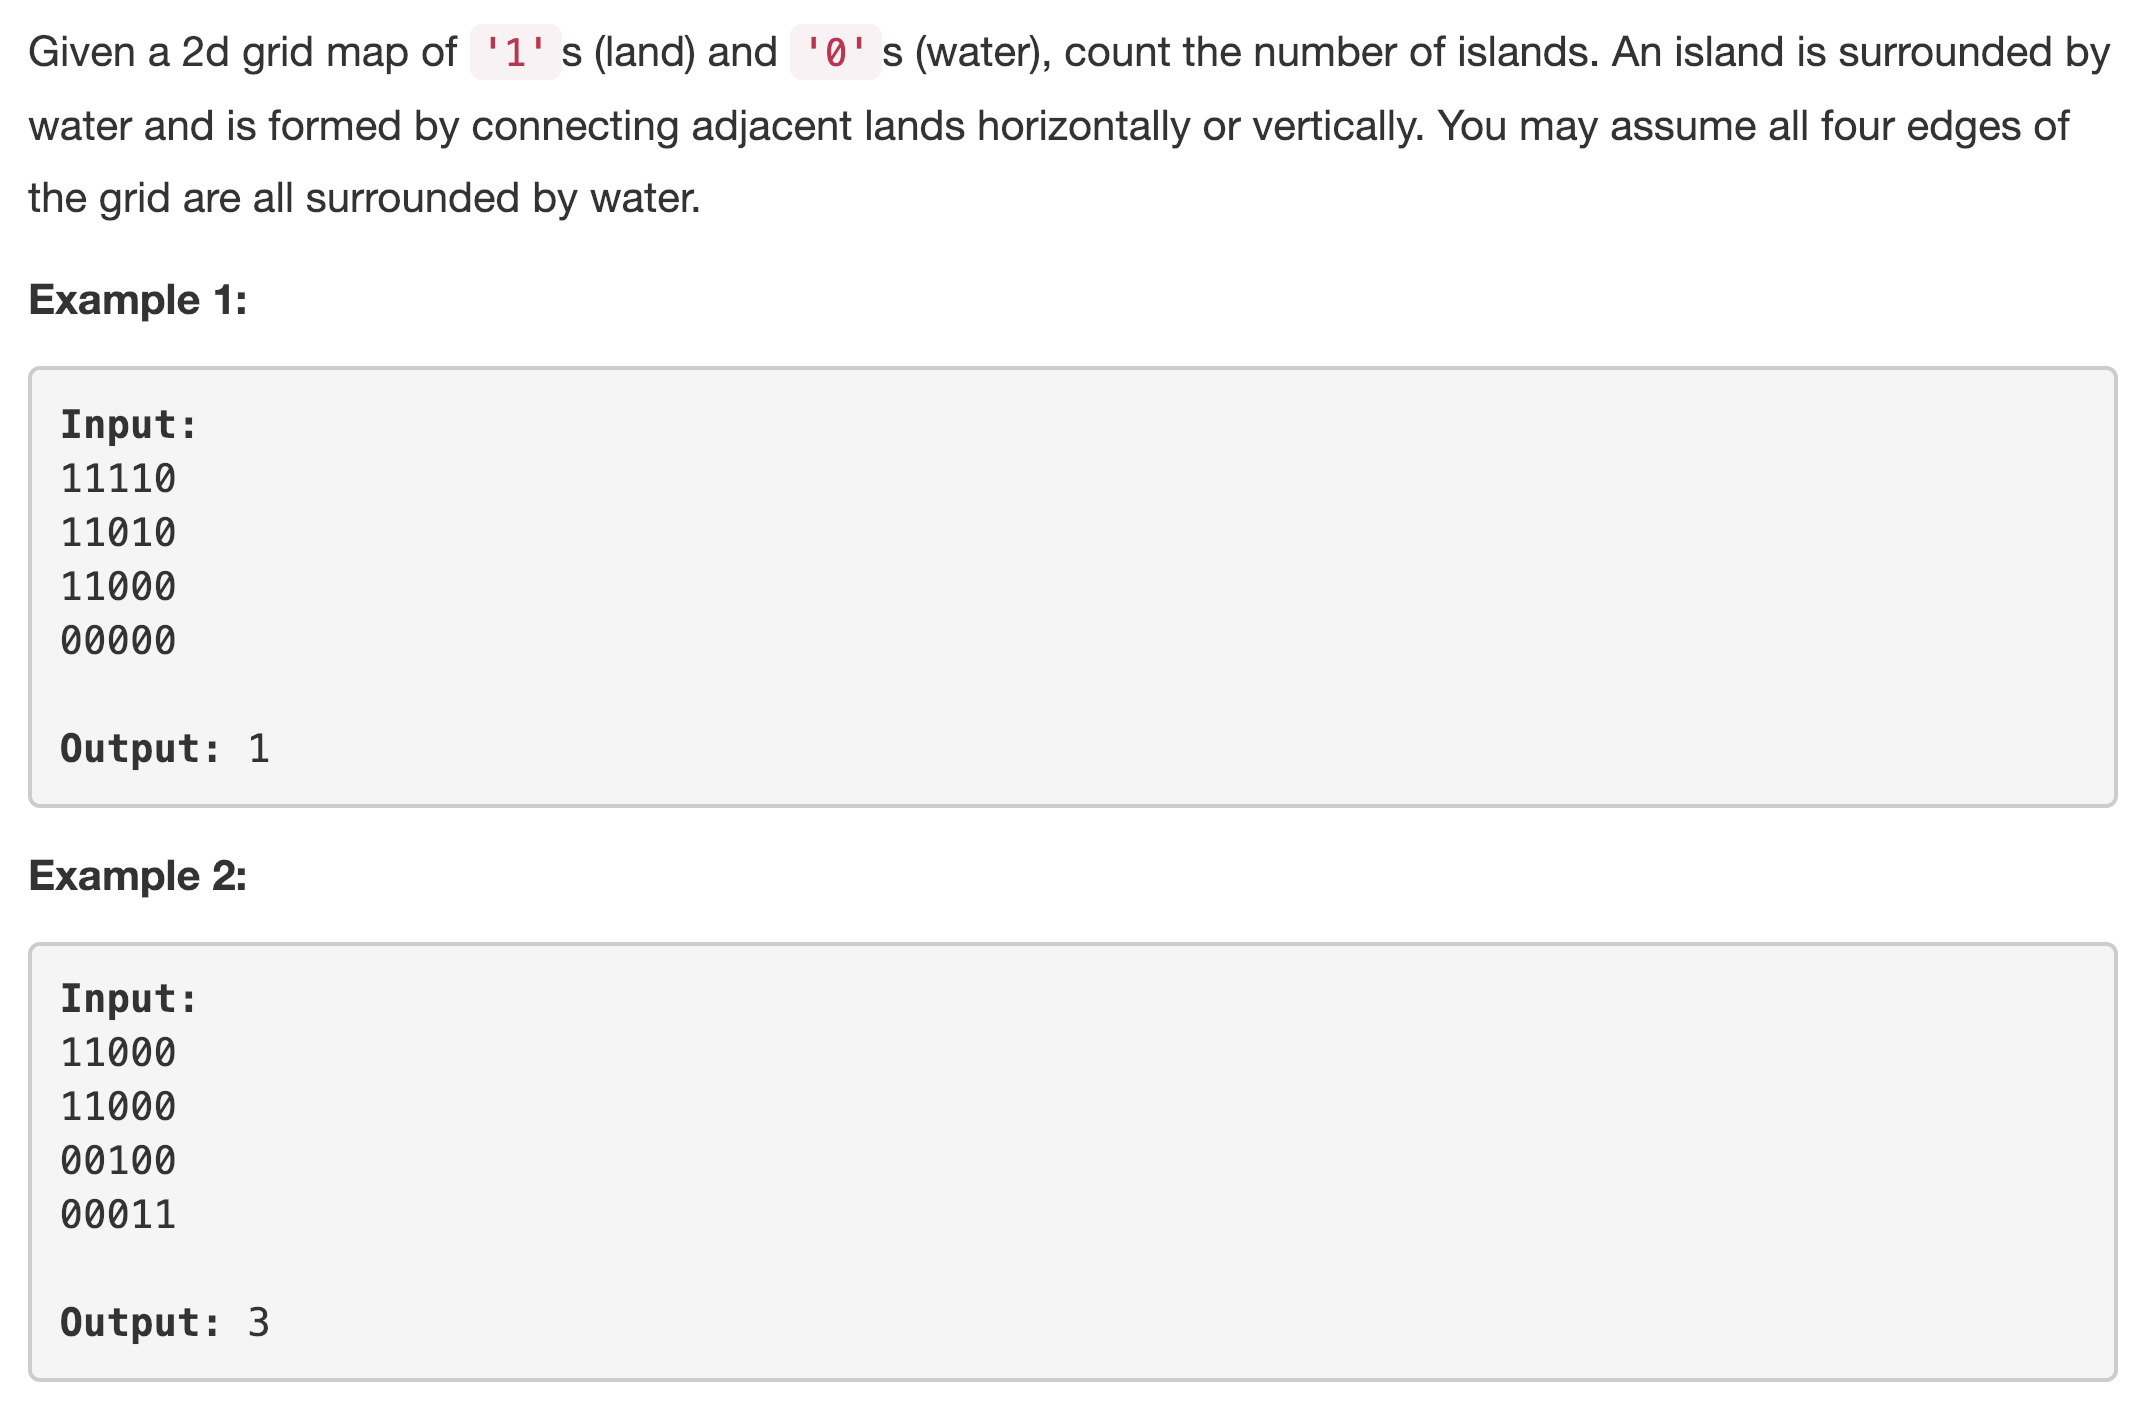 Given a 2d grid map of '1's (land) and '0's (water), count the number of islands. An island is surrounded by
water and is formed by connecting adjacent lands horizontally or vertically. You may assume all four edges of
the grid are all surrounded by water.
Example 1:
Input:
11110
11010
11000
00000
Output: 1
Example 2:
Input:
11000
11000
00100
00011
Output: 3